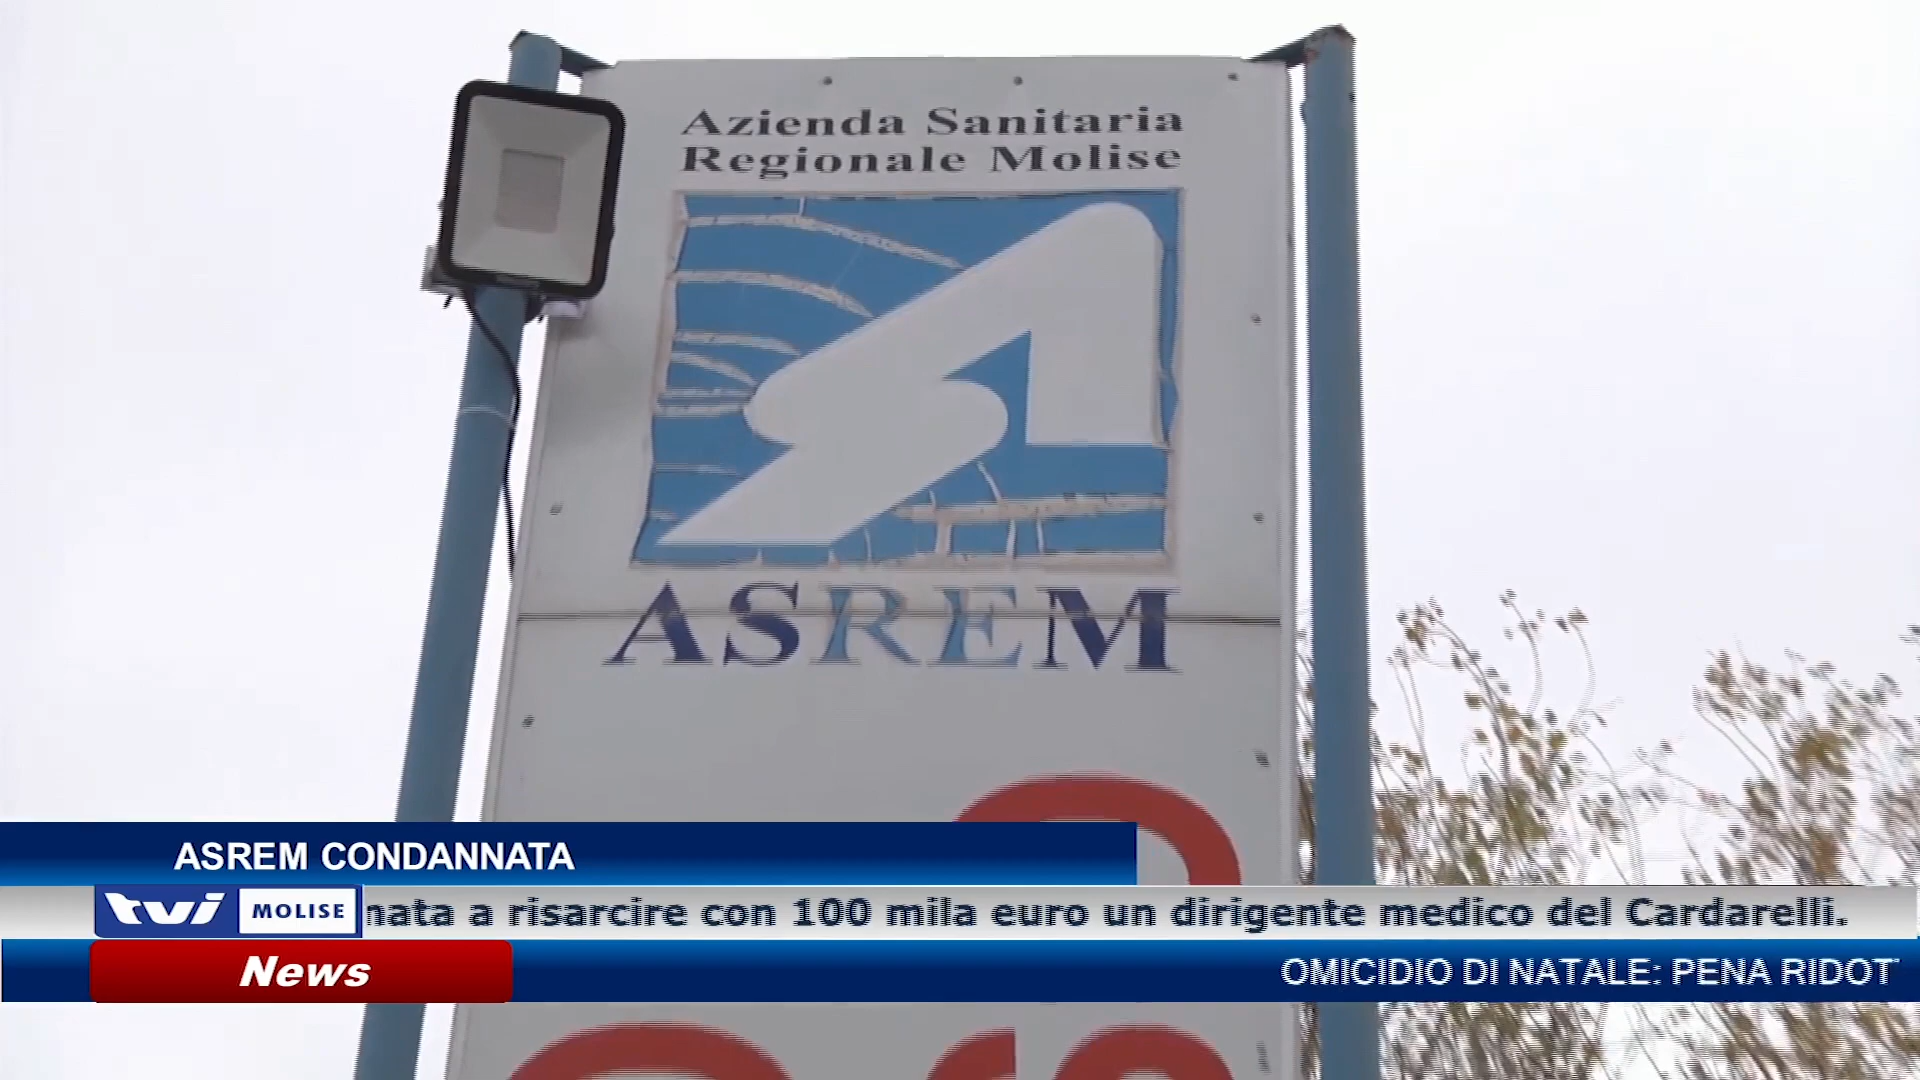 Azienda Sanitaria
Regionale Molise
ASREM
ASREM CONDANNATA
tvi MOLISE
nata a risarcire con 100 mila euro un dirigente medico del Cardarelli.
News
OMICIDIO DI NATALE: PENA RIDOT